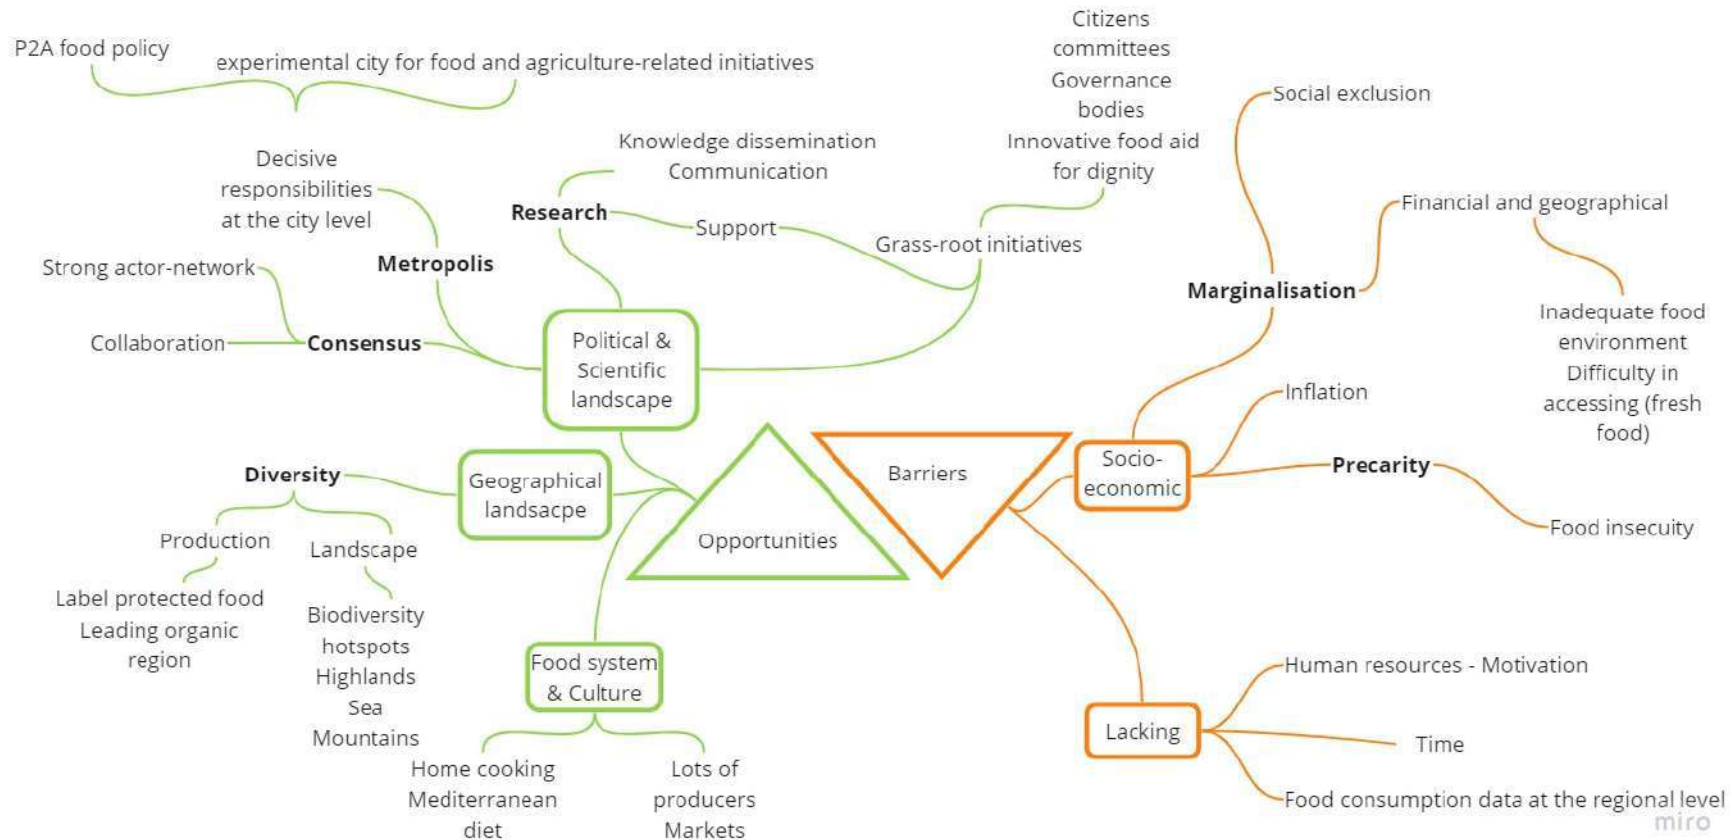 P2A food policy
experimental city for food and agriculture-related initiatives
Decisive
responsibilities
at the city level
Metropolis
Strong actor-network
Collaboration
Consensus
Knowledge dissemination
Communication
Research
Support
Grass-root initiatives
Citizens
committees
Governance
bodies
Innovative food aid
for dignity
Political &
Scientific
landscape
Diversity
Geographical
landsacpe
Production
Landscape
Label protected food
Leading organic
region
Biodiversity
hotspots
Highlands
Sea
Mountains
Food system
& Culture
Home cooking
Mediterranean
diet
Lots of
producers
Markets
Opportunities
Barriers
Socio-
economic
Marginalisation
Social exclusion
Financial and geographical
Inadequate food
environment
Difficulty in
accessing (fresh
food)
Inflation
Precarity
Food insecuity
Lacking
Human resources - Motivation
Time
Food consumption data at the regional level
miro